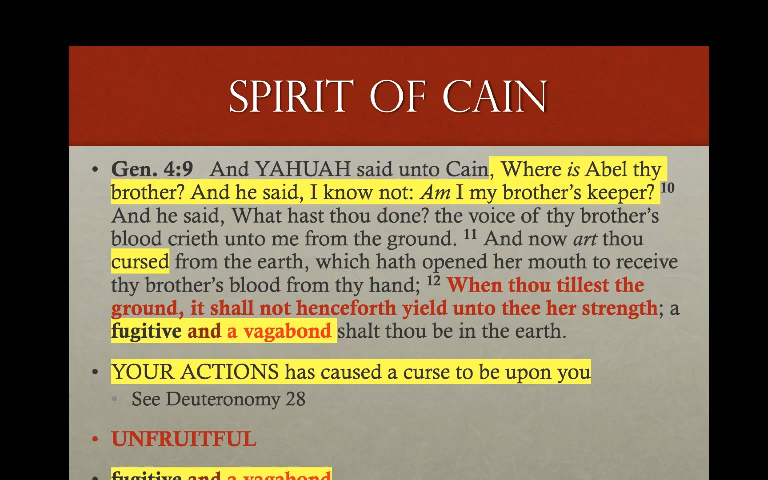 SPIRIT OF CAIN
• Gen. 4:9 And YAHUAH said unto Cain, Where is Abel thy
brother? And he said, I know not: Am I my brother's keeper? 10
And he said, What hast thou done? the voice of thy brother's
blood crieth unto me from the ground. 11 And now art thou
cursed from the earth, which hath opened her mouth to receive
thy brother's blood from thy hand; 12 When thou tillest the
ground, it shall not henceforth yield unto thee her strength; a
fugitive and a vagabond shalt thou be in the earth.
• YOUR ACTIONS has caused a curse to be upon you
• See Deuteronomy 28
• UNFRUITFUL
• fugitive and a vagabond